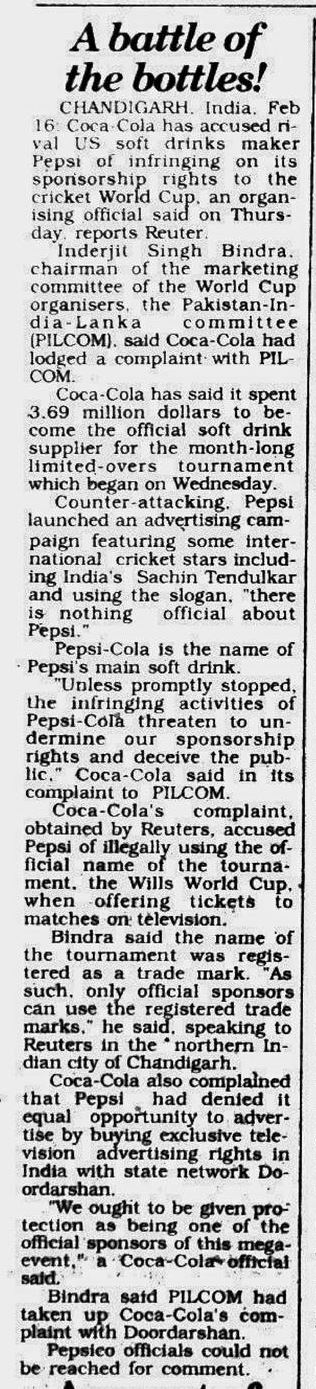 A battle of
the bottles!
CHANDIGARH, India, Feb
16: Coca-Cola has accused ri-
val US soft drinks maker
Pepsi of infringing on its
sponsorship rights to the
cricket World Cup, an organ-
ising official said on Thurs-
day, reports Reuter.
Inderjit Singh Bindra,
chairman of the marketing
committee of the World Cup
organisers, the Pakistan-In-
dia-Lanka committee
(PILCOM), said Coca-Cola had
lodged a complaint with PIL-
COM.
Coca-Cola has said it spent
3.69 million dollars to be-
come the official soft drink
supplier for the month-long
limited-overs tournament
which began on Wednesday.
Counter-attacking, Pepsi
launched an advertising cam-
paign featuring some inter-
national cricket stars includ-
ing India's Sachin Tendulkar
and using the slogan, "there
is nothing official about
Pepsi."
Pepsi-Cola is the name of
Pepsi's main soft drink.
"Unless promptly stopped,
the infringing activities of
Pepsi-Cola threaten to un-
dermine our sponsorship
rights and deceive the pub-
lic," Coca-Cola said in its
complaint to PILCOM.
Coca-Cola's complaint,
obtained by Reuters, accused
Pepsi of illegally using the of-
ficial name of the tourna-
ment, the Wills World Cup,
when offering tickets to
matches on television.
Bindra said the name of
the tournament was regis-
tered as a trade mark. "As
such, only official sponsors
can use the registered trade
marks," he said, speaking to
Reuters in the northern In-
dian city of Chandigarh.
Coca-Cola also complained
that Pepsi had denied it
equal opportunity to adver-
tise by buying exclusive tele-
vision advertising rights in
India with state network Do-
ordarshan.
"We ought to be given pro-
tection as being one of the
official sponsors of this mega-
event," a Coca-Cola official
said.
Bindra said PILCOM had
taken up Coca-Cola's com-
plaint with Doordarshan.
Pepsico officials could not
be reached for comment.